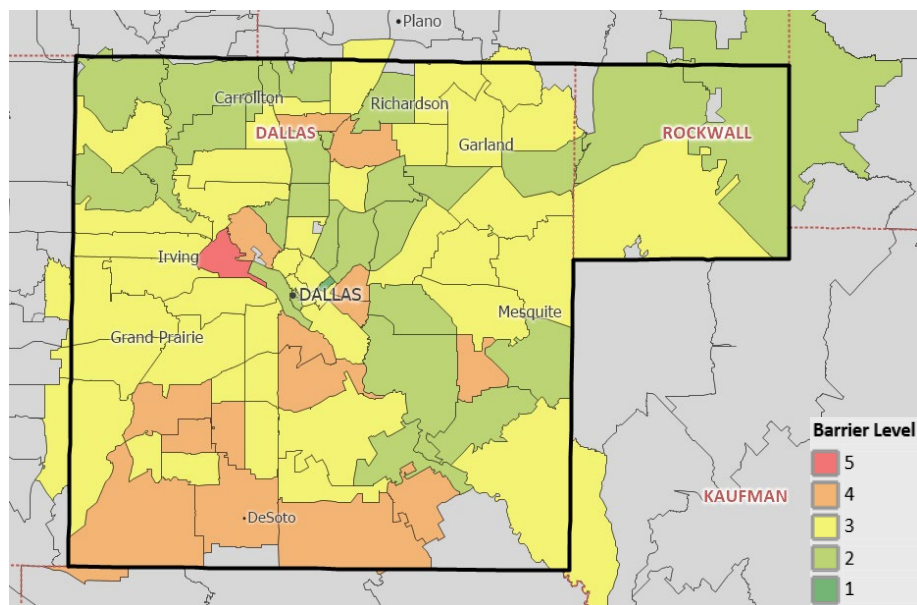 Plano
Carrollton
Richardson
DALLAS
ROCKWALL
Garland
Irving
DALLAS
Mesquite
Grand Prairie
Barrier Level
5
4
KAUFMAN
3
DeSoto
2
1